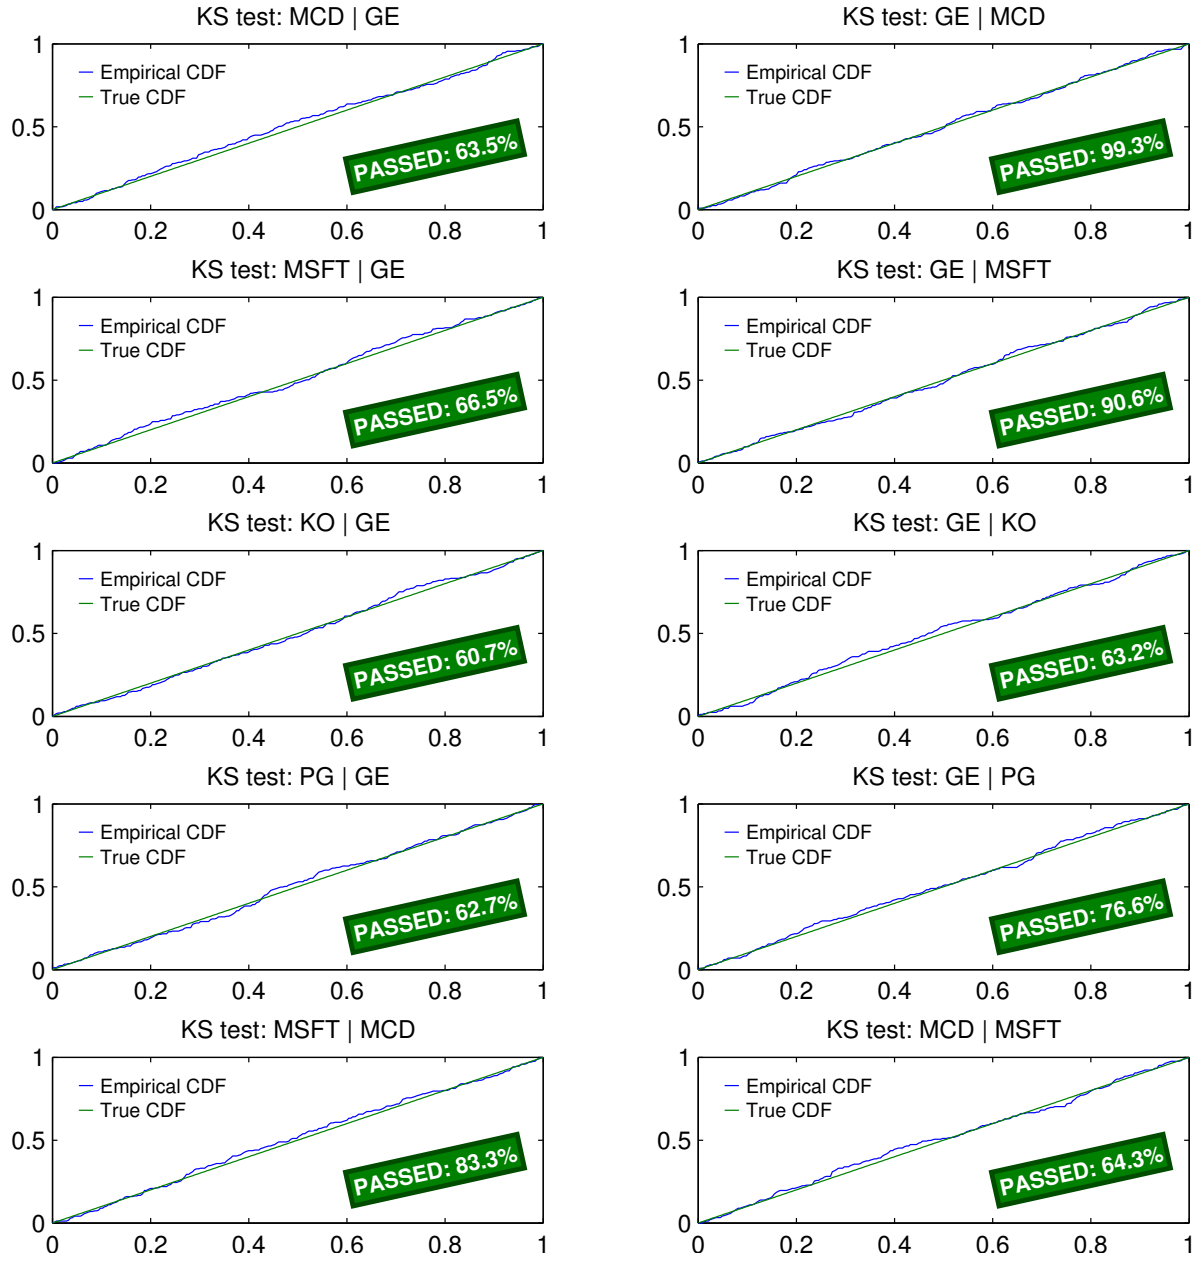 KS test: MCD | GE
1
0.5
0
Empirical CDF
True CDF
PASSED: 63.5%
0 0.2 0.4 0.6 0.8 1
KS test: GE | MCD
1
0.5
0
Empirical CDF
True CDF
PASSED: 99.3%
0 0.2 0.4 0.6 0.8 1
KS test: MSFT | GE
1
0.5
0
Empirical CDF
True CDF
PASSED: 66.5%
0 0.2 0.4 0.6 0.8 1
KS test: GE | MSFT
1
0.5
0
Empirical CDF
True CDF
PASSED: 90.6%
0 0.2 0.4 0.6 0.8 1
KS test: KO | GE
1
0.5
0
Empirical CDF
True CDF
PASSED: 60.7%
0 0.2 0.4 0.6 0.8 1
KS test: GE | KO
1
0.5
0
Empirical CDF
True CDF
PASSED: 63.2%
0 0.2 0.4 0.6 0.8 1
KS test: PG | GE
1
0.5
0
Empirical CDF
True CDF
PASSED: 62.7%
0 0.2 0.4 0.6 0.8 1
KS test: GE | PG
1
0.5
0
Empirical CDF
True CDF
PASSED: 76.6%
0 0.2 0.4 0.6 0.8 1
KS test: MSFT | MCD
1
0.5
0
Empirical CDF
True CDF
PASSED: 83.3%
0 0.2 0.4 0.6 0.8 1
KS test: MCD | MSFT
1
0.5
0
Empirical CDF
True CDF
PASSED: 64.3%
0 0.2 0.4 0.6 0.8 1